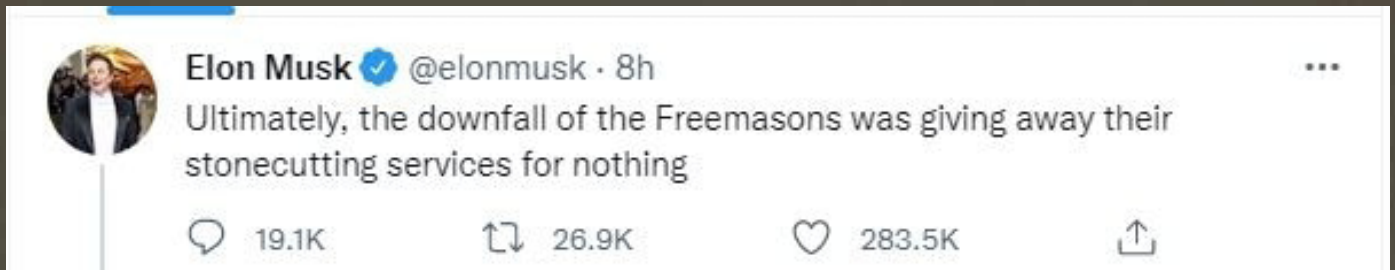 Elon Musk @elonmusk · 8h
Ultimately, the downfall of the Freemasons was giving away their
stonecutting services for nothing
19.1K 26.9K 283.5K